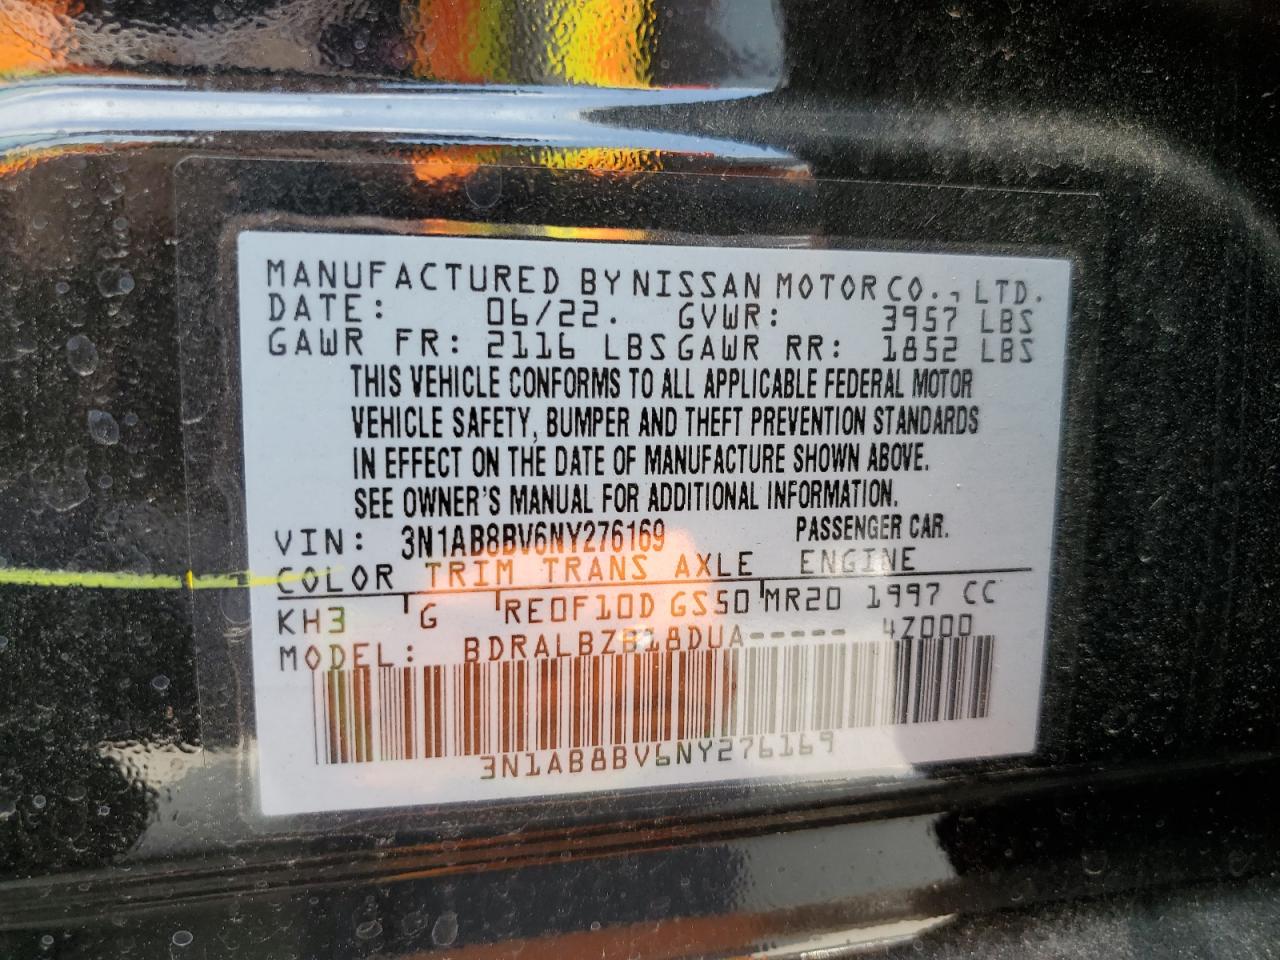 MANUFACTURED BY NISSAN MOTOR CO., LTD.
DATE: 06/22. GVWR: 3957 LBS
GAWR FR: 2116 LBS GAWR RR: 1852 LBS
THIS VEHICLE CONFORMS TO ALL APPLICABLE FEDERAL MOTOR
VEHICLE SAFETY, BUMPER AND THEFT PREVENTION STANDARDS
IN EFFECT ON THE DATE OF MANUFACTURE SHOWN ABOVE.
SEE OWNER'S MANUAL FOR ADDITIONAL INFORMATION.
VIN: 3N1AB8BV6NY276169 PASSENGER CAR.
COLOR TRIM TRANS AXLE ENGINE
KH3 G RE0F10D GS50 MR20 1997 CC
MODEL: BDRALBZB18DUA----- 4Z000
3N1AB8BV6NY276169